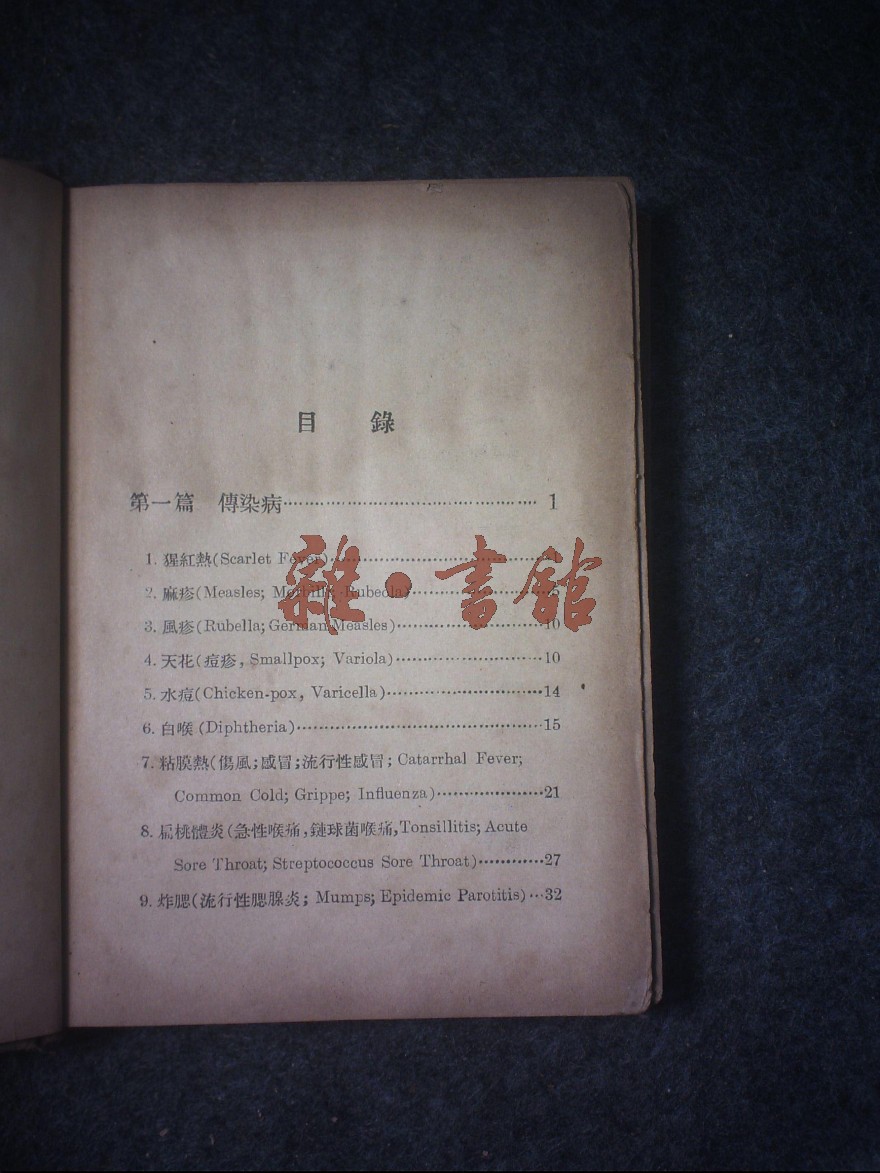 目 錄
第一篇 傳染病 1
1. 猩紅熱(Scarlet Fever) 1
2. 麻疹(Measles; Morbilli; Rubeola) 5
3. 風疹(Rubella; German Measles) 10
4. 天花(痘疹, Smallpox; Variola) 10
5. 水痘(Chicken-pox, Varicella) 14
6. 白喉 (Diphtheria) 15
7. 粘膜熱(傷風;感冒;流行性感冒; Catarrhal Fever;
Common Cold; Grippe; Influenza) 21
8. 扁桃體炎(急性喉痛,鏈球菌喉痛,Tonsillitis; Acute
Sore Throat; Streptococcus Sore Throat) 27
9. 炸腮(流行性腮腺炎; Mumps; Epidemic Parotitis) 32
雜·書館